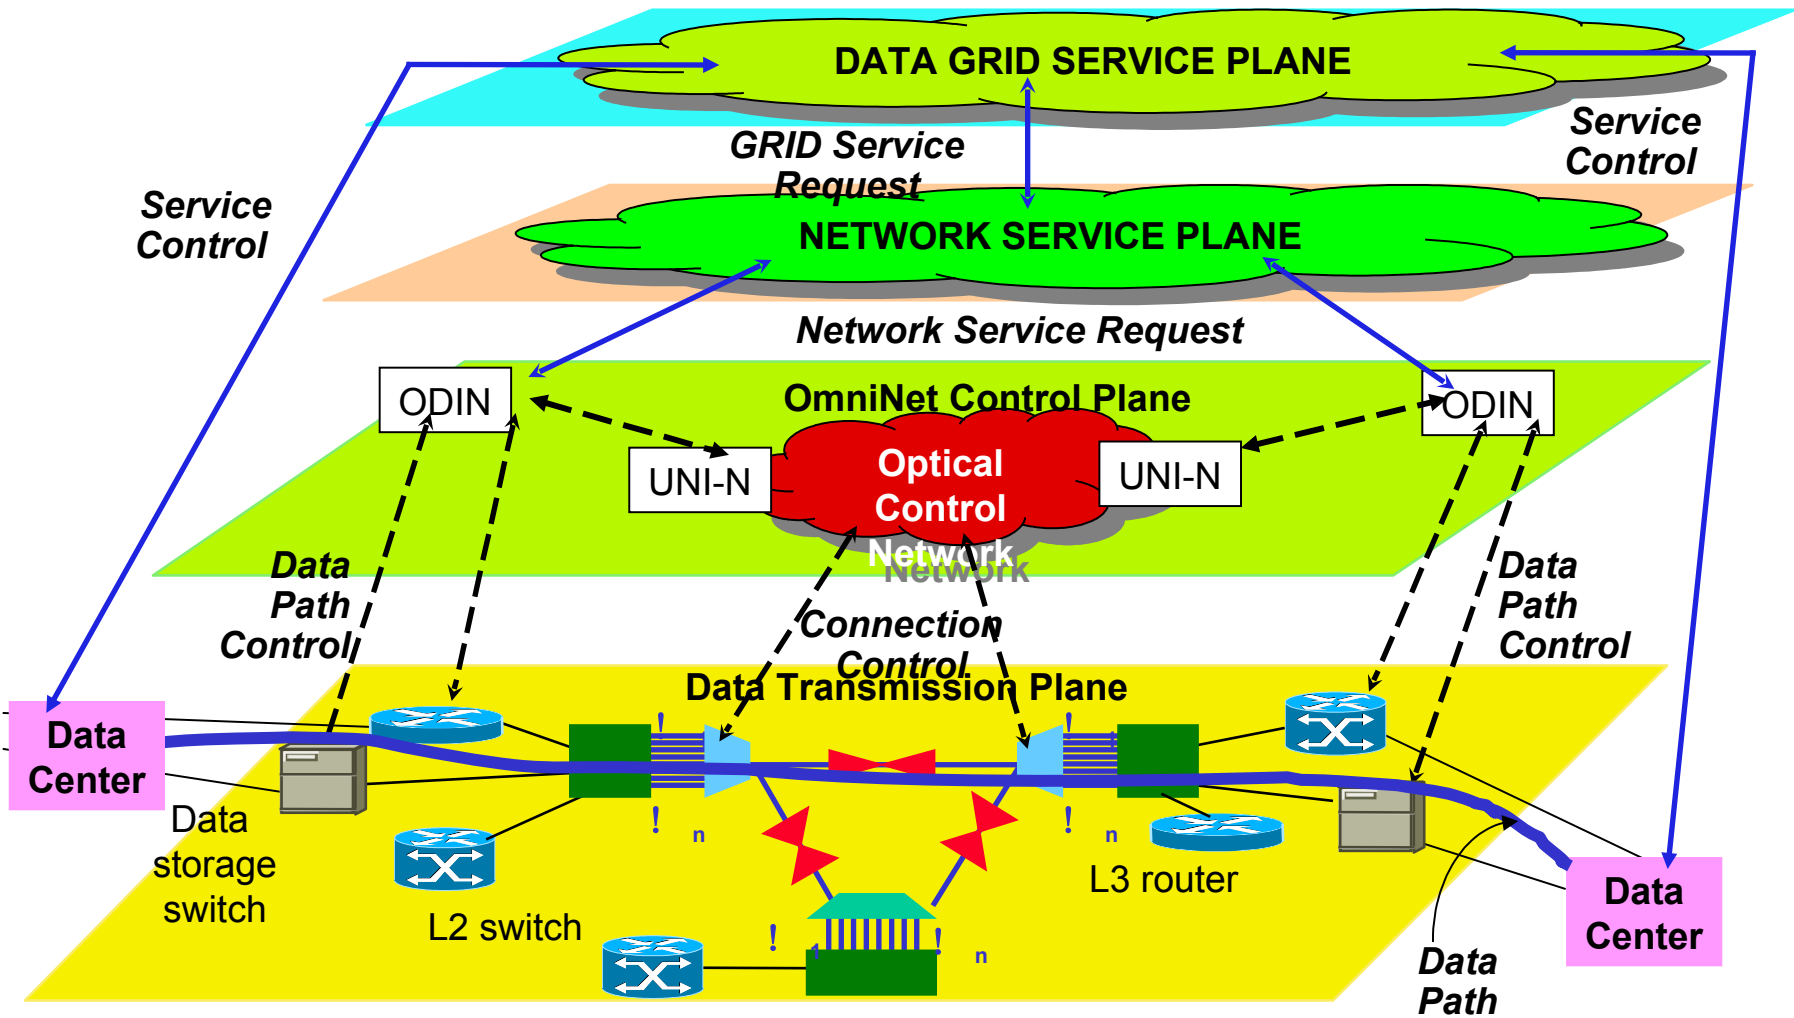 DATA GRID SERVICE PLANE
GRID Service
Request
Service
Control
Service
Control
NETWORK SERVICE PLANE
Network Service Request
ODIN
OmniNet Control Plane
ODIN
UNI-N
Optical
Control
Network
UNI-N
Data
Path
Control
Connection
Control
Data
Path
Control
Data Transmission Plane
Data
Center
!
!
1
Data
storage
switch
!
n
!
n
L2 switch
L3 router
Data
Center
!
1
!
n
Data
Path